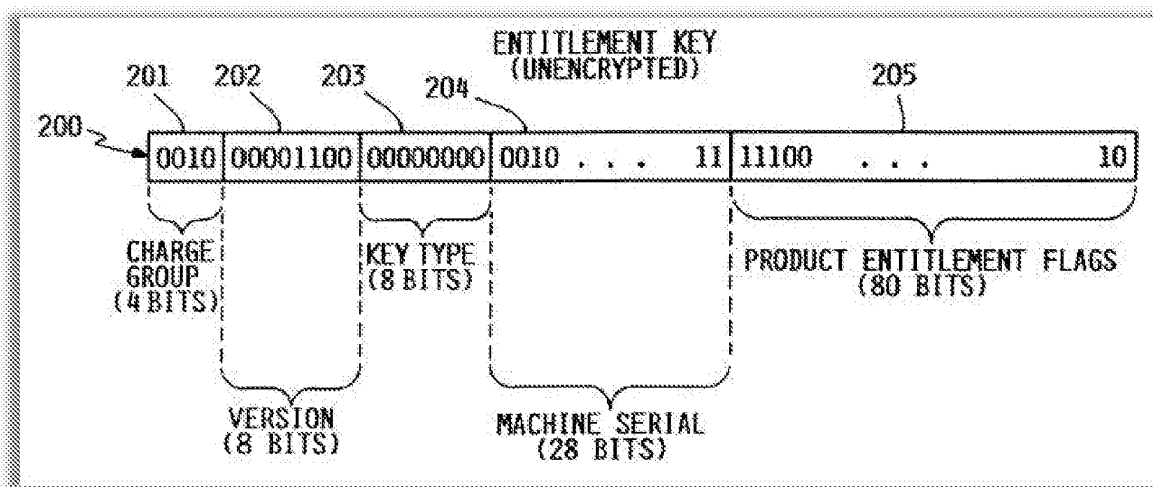 ENTITLEMENT KEY
(UNENCRYPTED)
201 202 203 204 205
200
0010 00001100 00000000 0010 . . . 11 11100 . . . 10
CHARGE
GROUP
(4 BITS)
KEY TYPE
(8 BITS)
PRODUCT ENTITLEMENT FLAGS
(80 BITS)
VERSION
(8 BITS)
MACHINE SERIAL
(28 BITS)